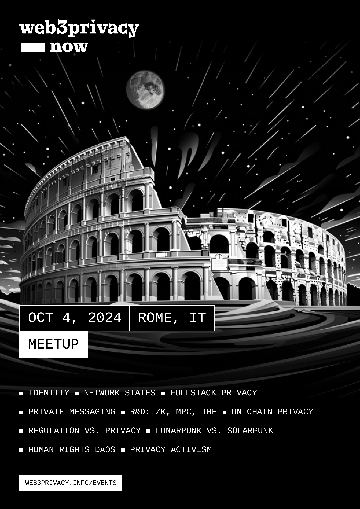 web3privacy
now
OCT 4, 2024 ROME, IT
MEETUP
IDENTITY ▪ NETWORK STATES ▪ FULLSTACK PRIVACY
PRIVATE MESSAGING ▪ R&D: ZK, MPC, FHE ▪ ON CHAIN PRIVACY
REGULATION VS. PRIVACY ▪ LUNARPUNK VS. SOLARPUNK
HUMAN RIGHTS DAOS ▪ PRIVACY ACTIVISM
WEB3PRIVACY.INFO/EVENTS